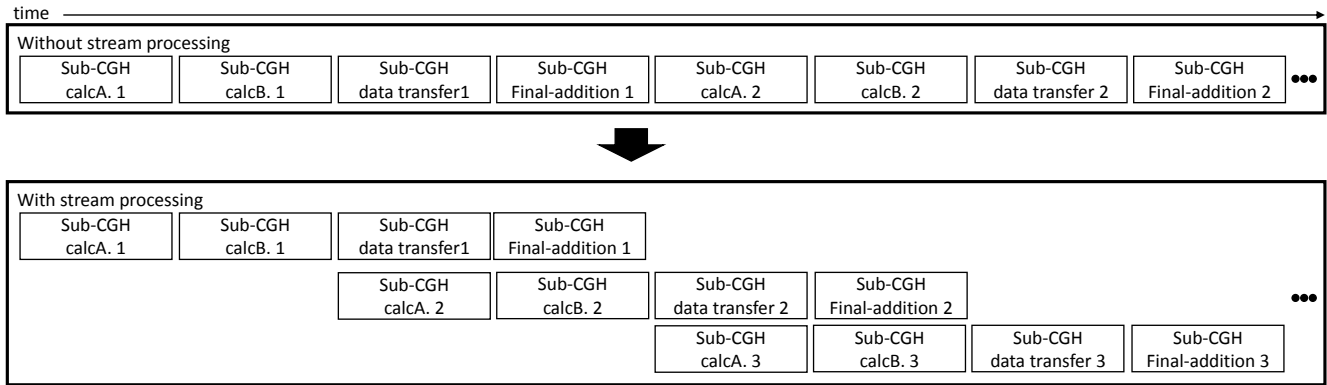 time
Without stream processing
Sub-CGH Sub-CGH Sub-CGH Sub-CGH Sub-CGH Sub-CGH Sub-CGH Sub-CGH
calcA. 1 calcB. 1 data transfer1 Final-addition 1 calcA. 2 calcB. 2 data transfer 2 Final-addition 2
With stream processing
Sub-CGH Sub-CGH Sub-CGH Sub-CGH
calcA. 1 calcB. 1 data transfer1 Final-addition 1
Sub-CGH Sub-CGH Sub-CGH Sub-CGH
calcA. 2 calcB. 2 data transfer 2 Final-addition 2
Sub-CGH Sub-CGH Sub-CGH Sub-CGH
calcA. 3 calcB. 3 data transfer 3 Final-addition 3